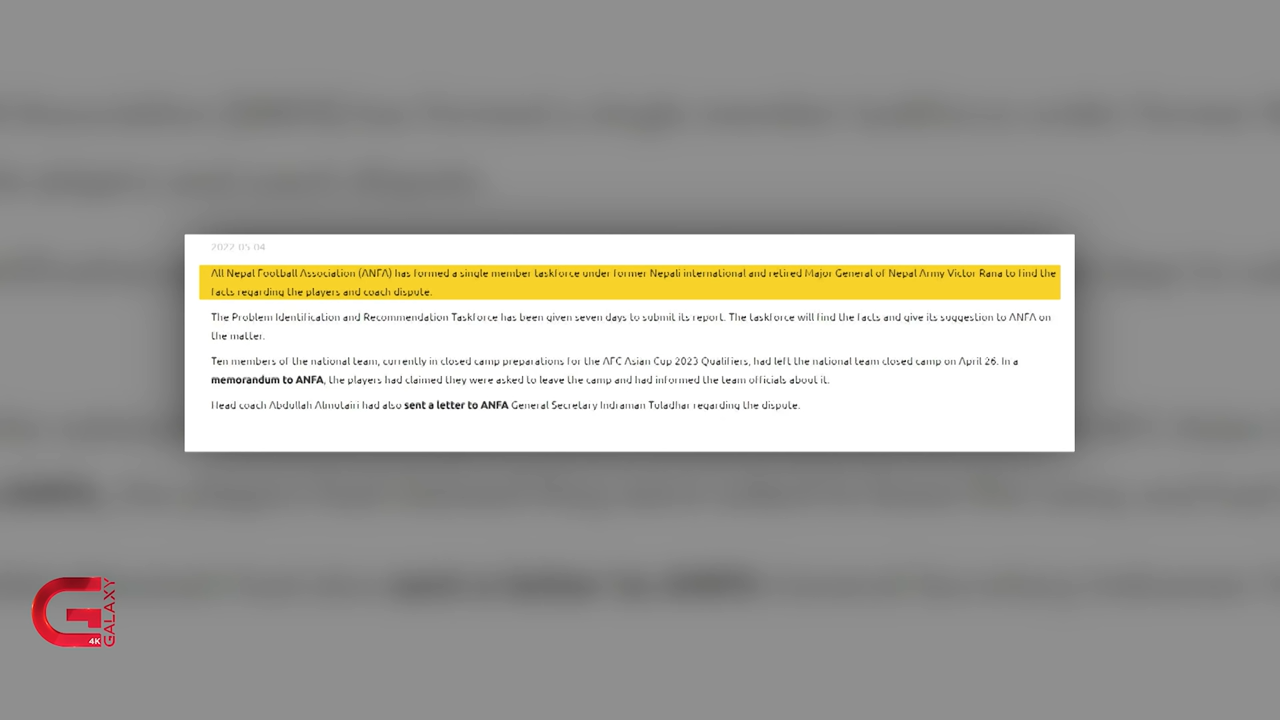 2022-05-04
All Nepal Football Association (ANFA) has formed a single member taskforce under former Nepali international and retired Major General of Nepal Army Victor Rana to find the
facts regarding the players and coach dispute.
The Problem Identification and Recommendation Taskforce has been given seven days to submit its report. The taskforce will find the facts and give its suggestion to ANFA on
the matter.
Ten members of the national team, currently in closed camp preparations for the AFC Asian Cup 2023 Qualifiers, had left the national team closed camp on April 26. In a
memorandum to ANFA, the players had claimed they were asked to leave the camp and had informed the team officials about it.
Head coach Abdullah Almutairi had also sent a letter to ANFA General Secretary Indraman Tuladhar regarding the dispute.
G
4K
GALAXY